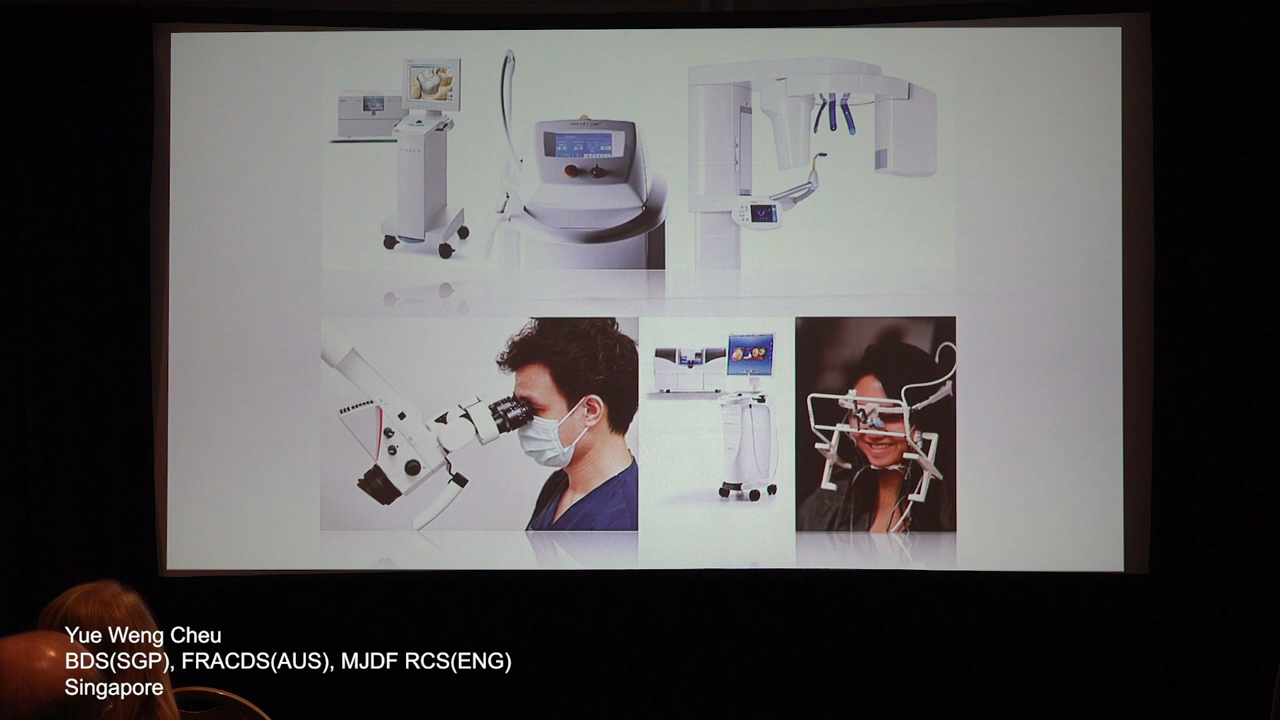 Yue Weng Cheu
BDS(SGP), FRACDS(AUS), MJDF RCS(ENG)
Singapore